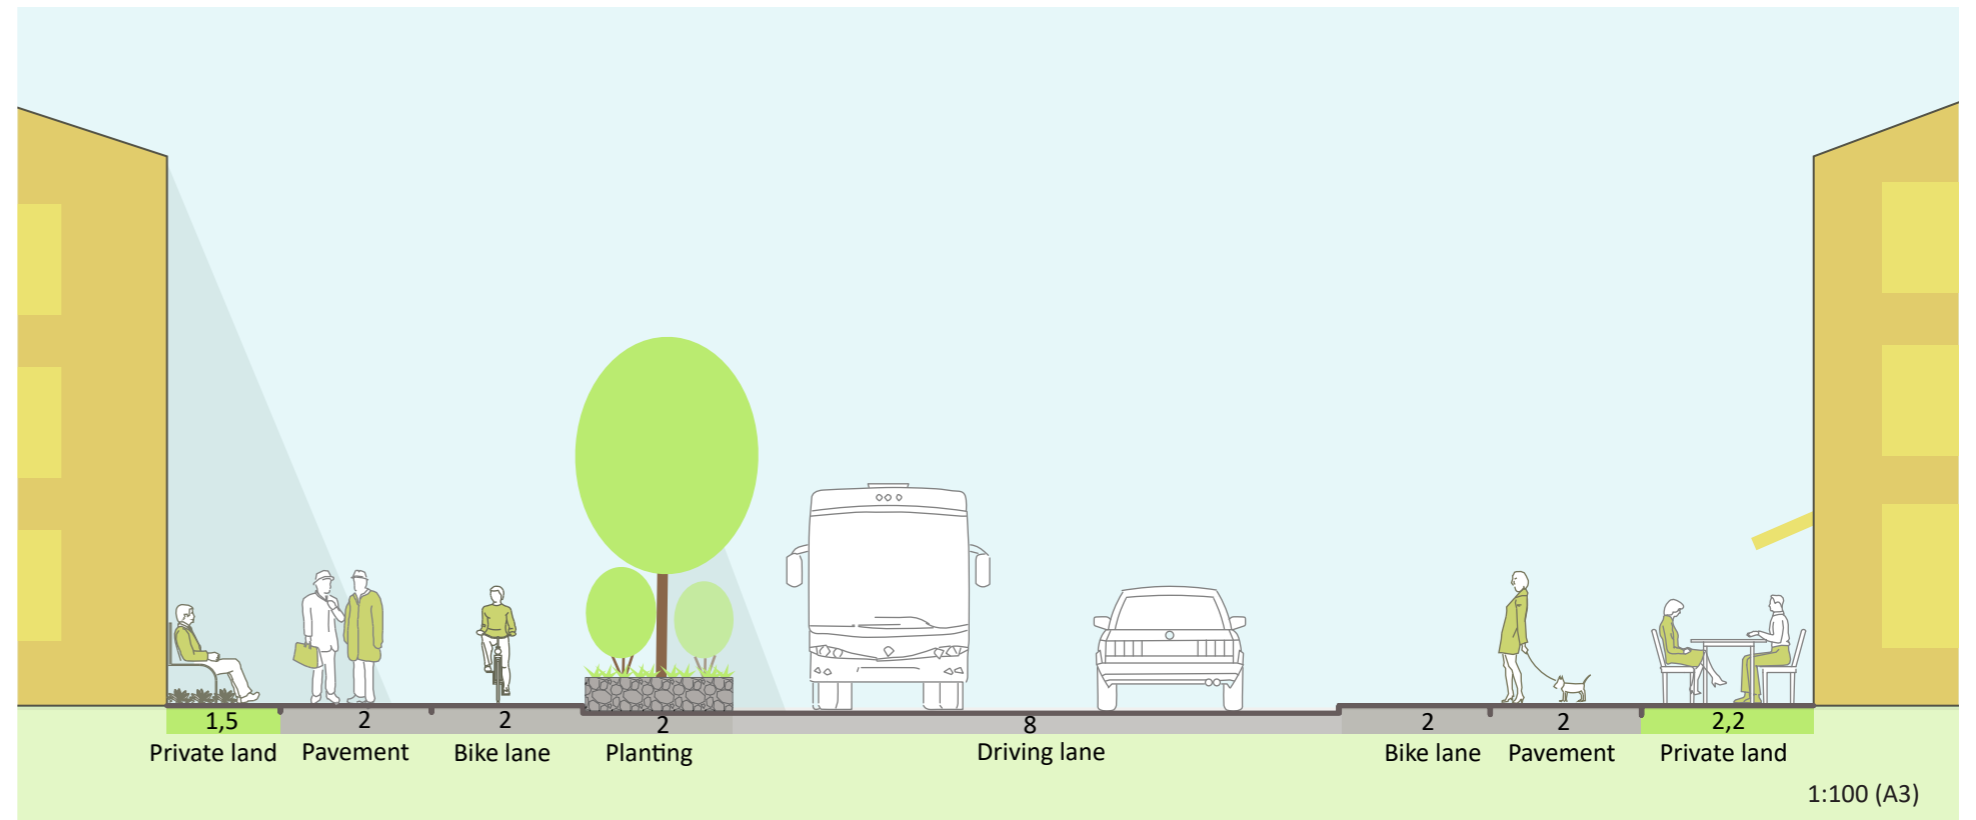 1,5 2 2 2 8 2 2 2,2
Private land Pavement Bike lane Planting Driving lane Bike lane Pavement Private land
1:100 (A3)